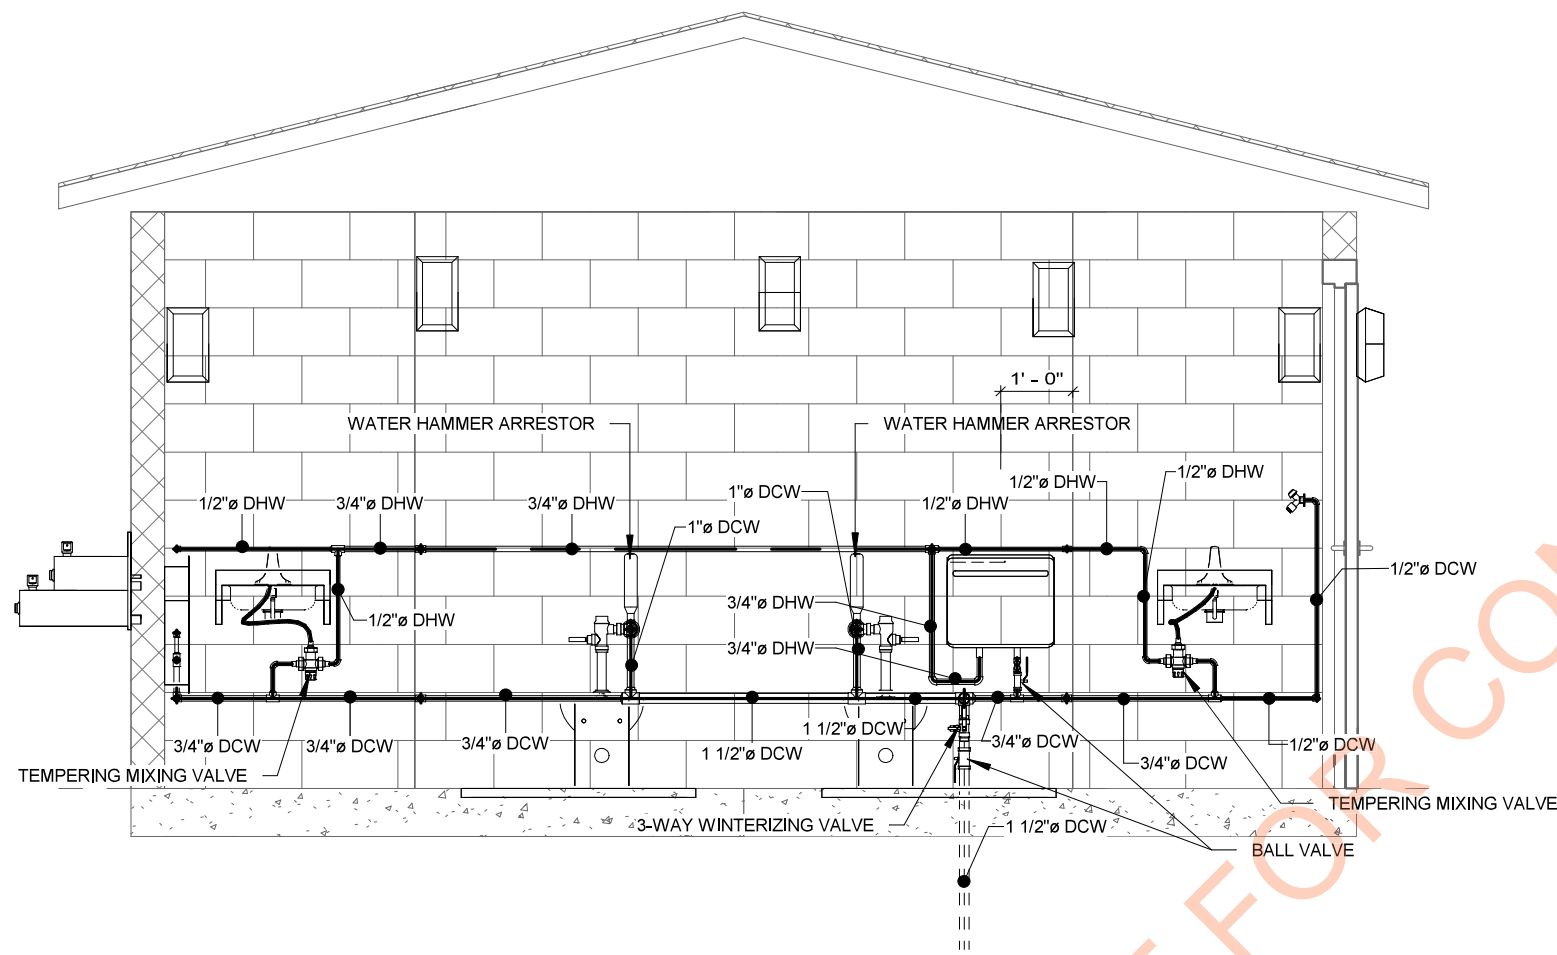 1' - 0"
WATER HAMMER ARRESTOR
WATER HAMMER ARRESTOR
1/2"ø DHW
1/2"ø DHW
1"ø DCW
1/2"ø DHW
3/4"ø DHW
3/4"ø DHW
1/2"ø DHW
1"ø DCW
1/2"ø DCW
3/4"ø DHW
1/2"ø DHW
3/4"ø DHW
1 1/2"ø DCW
3/4"ø DCW
3/4"ø DCW
3/4"ø DCW
3/4"ø DCW
1/2"ø DCW
1 1/2"ø DCW
3/4"ø DCW
TEMPERING MIXING VALVE
TEMPERING MIXING VALVE
3-WAY WINTERIZING VALVE
1 1/2"ø DCW
BALL VALVE
FOR CON